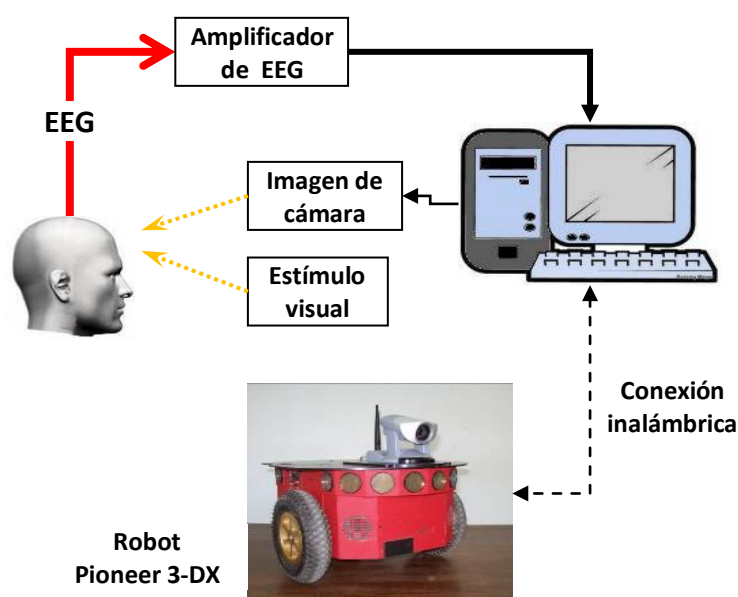 Amplificador
de EEG
EEG
Imagen de
cámara
Estímulo
visual
Conexión
inalámbrica
Robot
Pioneer 3-DX